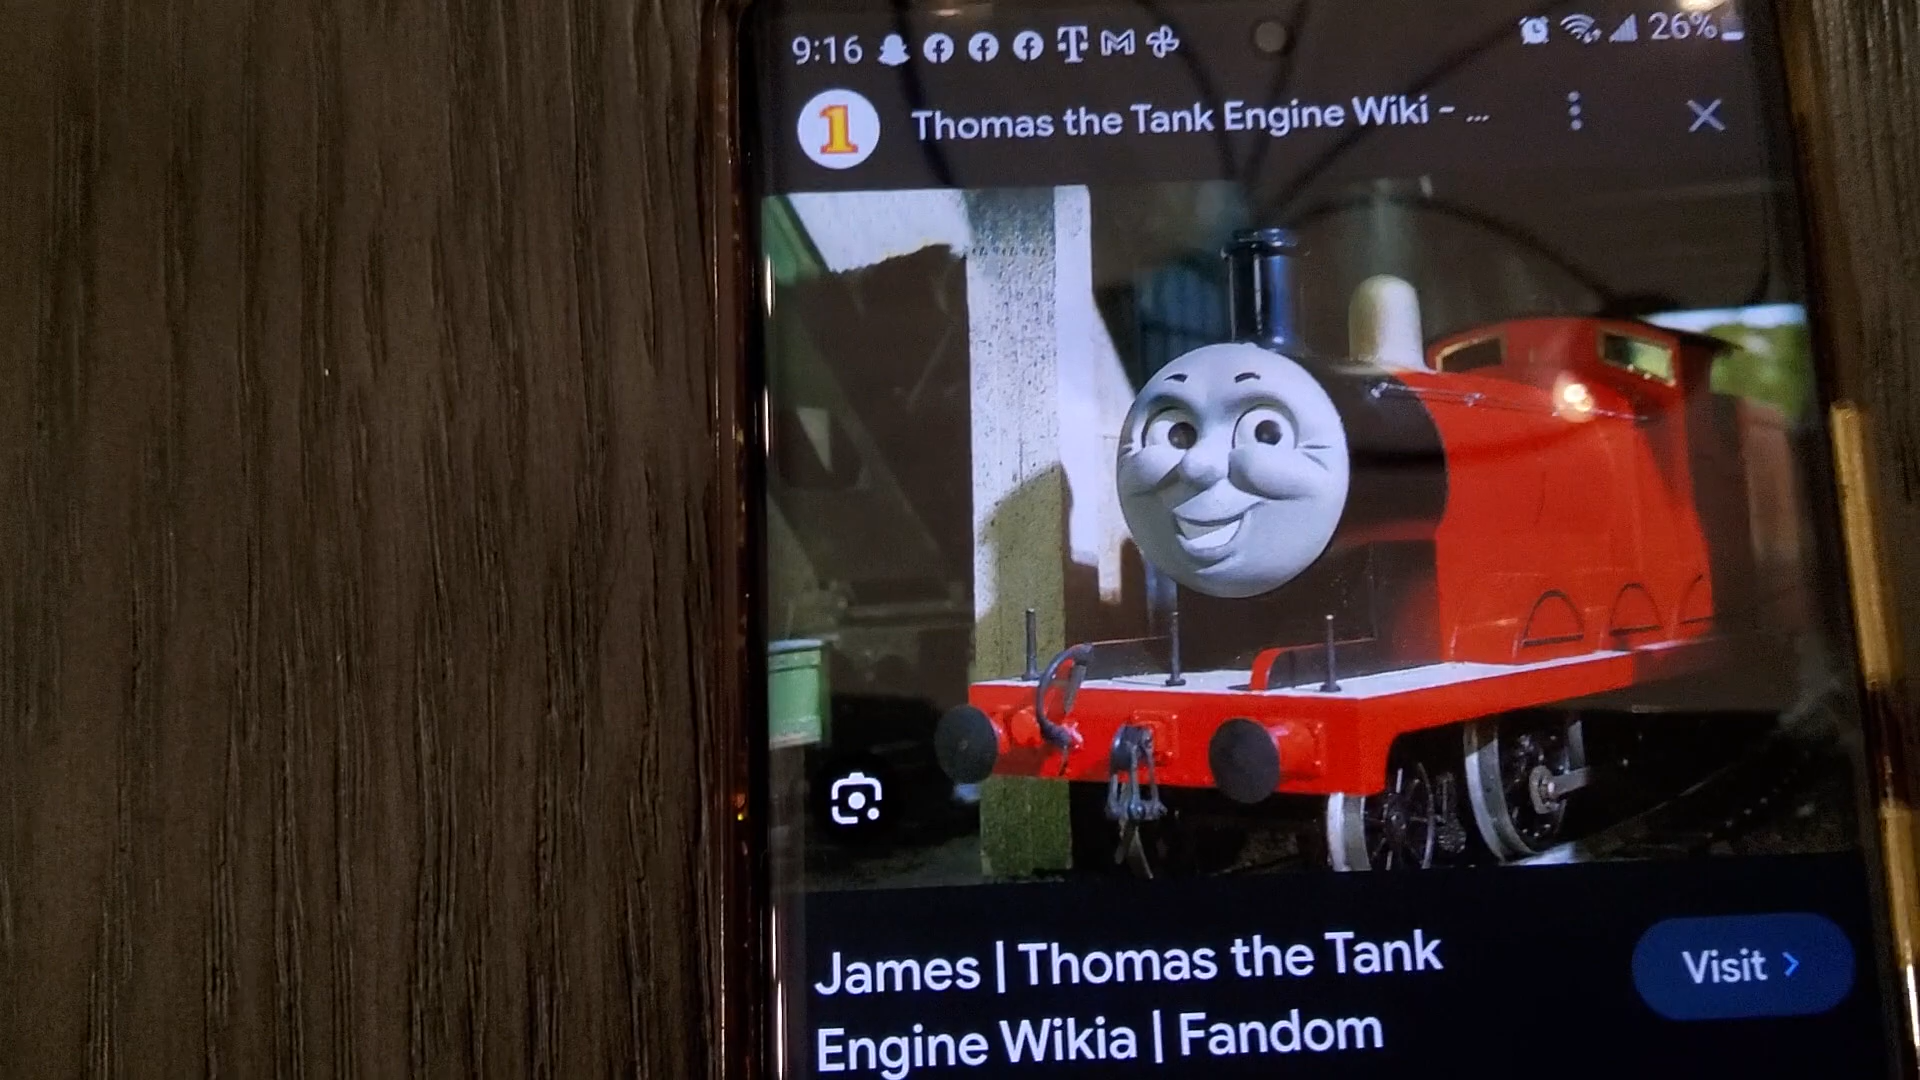 9:16 26%
1 Thomas the Tank Engine Wiki - ...
James | Thomas the Tank
Engine Wikia | Fandom
Visit >